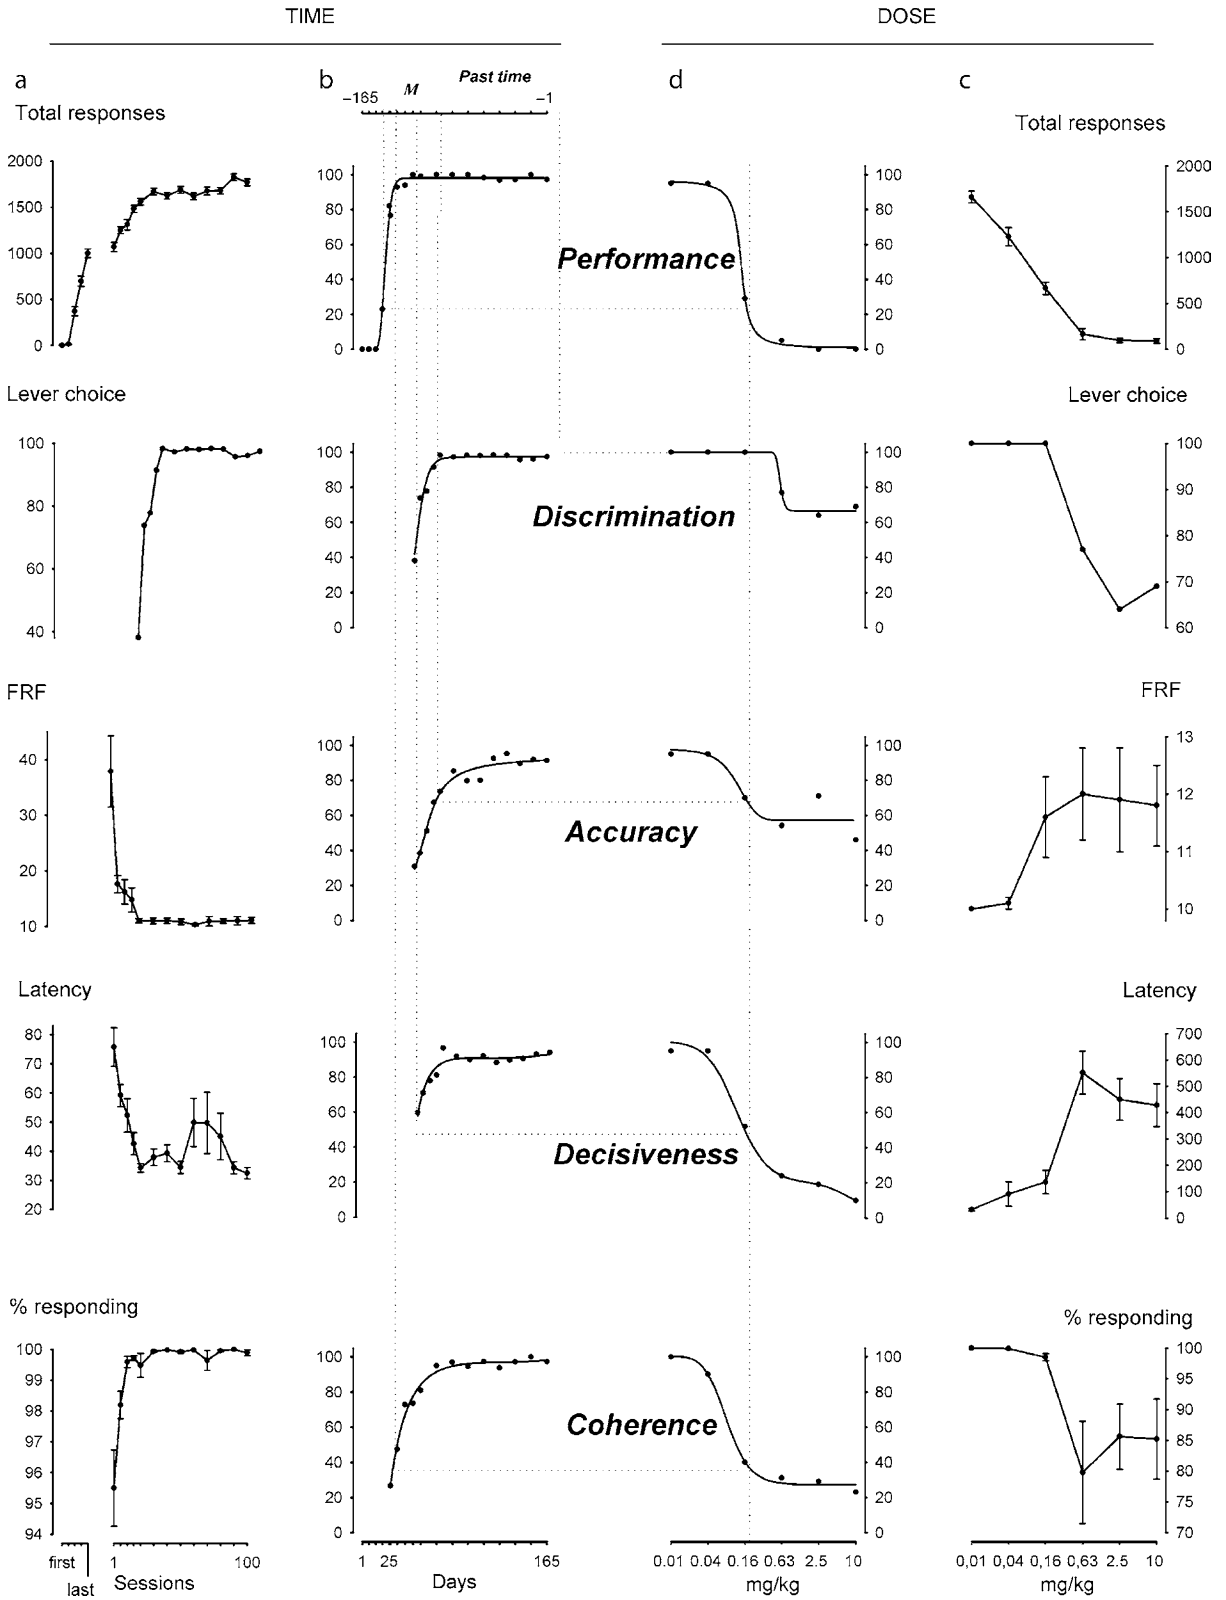 TIME DOSE
a b d c
Past time
M
−165 −1
Total responses Total responses
2000 100 100 2000
1500 80 80 1500
60 60
1000 Performance 1000
40 40
500 20 20 500
0 0 0 0
Lever choice Lever choice
100 100 100 100
80 80 90
80 60 Discrimination 60 80
60 40 40 70
20 20
40 0 0 60
FRF FRF
40 100 100 13
80 80 12
30 60 Accuracy 60
40 40 11
20 20 20
10 0 0 10
Latency Latency
80 100 100 700
70 80 80 600
60 500
50 60 60 400
40 40 Decisiveness 40 300
30 20 20 200
100
20 0 0 0
% responding % responding
100 100 100 100
99 80 80 95
98 60 Coherence 60 90
97 85
96 40 40 80
95 20 20 75
94 0 0 70
first 1 100 1 25 165 0.01 0.04 0.16 0.63 2.5 10 0,01 0,04 0,16 0,63 2.5 10
last Sessions Days mg/kg mg/kg